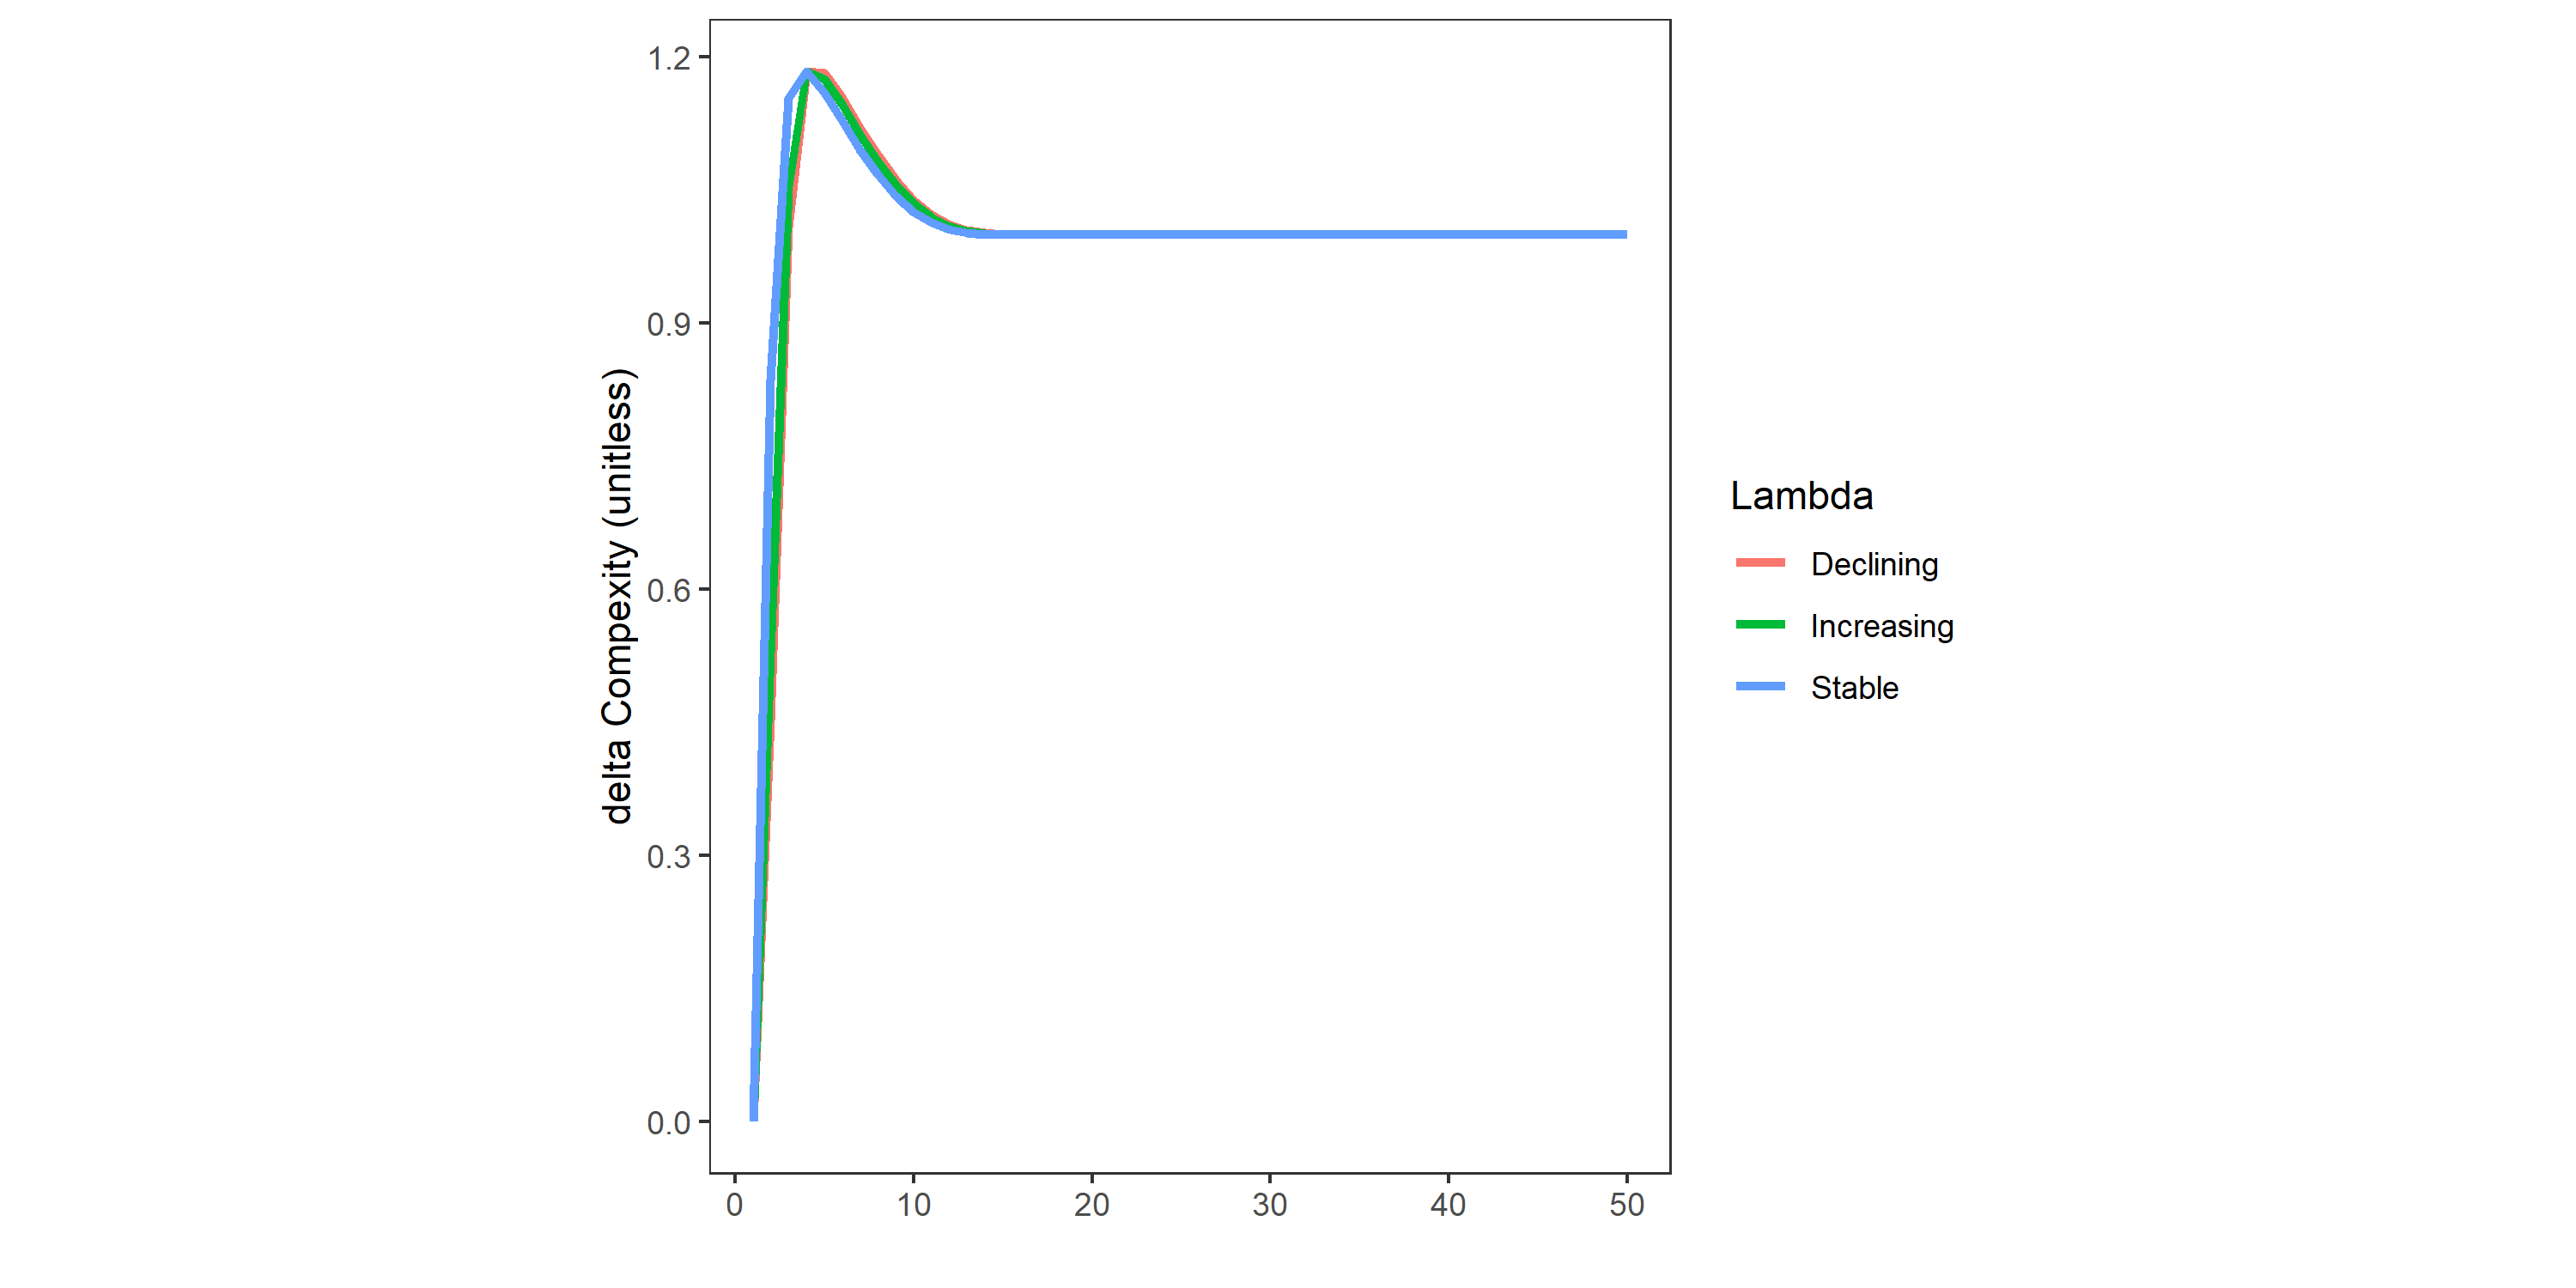 delta Compexity (unitless)
1.2
0.9
0.6
0.3
0.0
0 10 20 30 40 50
Lambda
Declining
Increasing
Stable